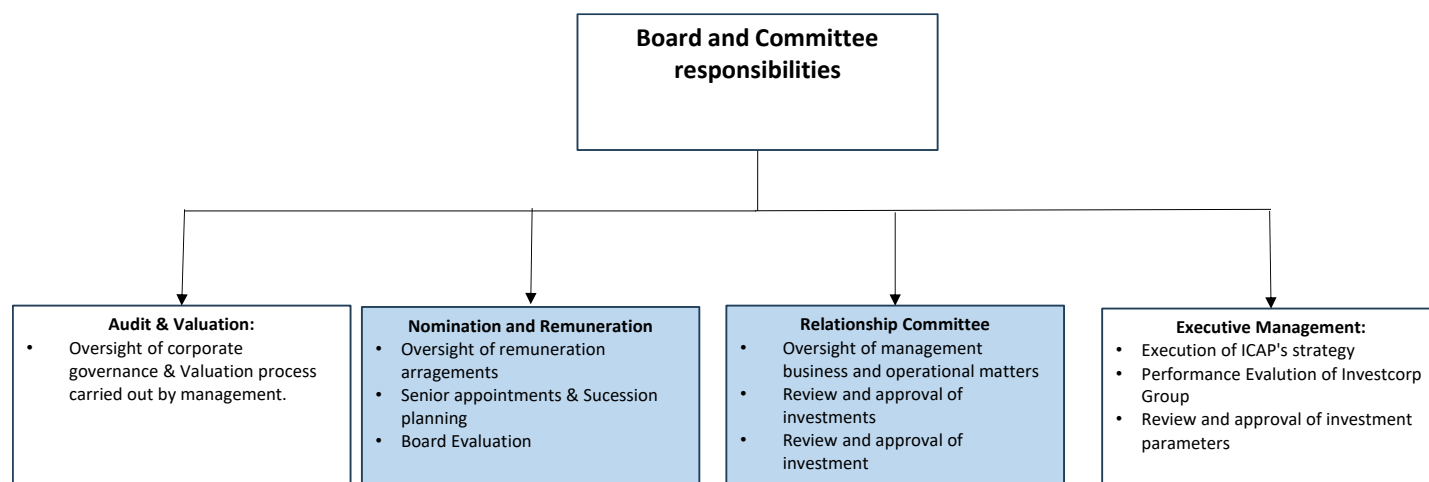 Board and Committee
responsibilities
Audit & Valuation:
• Oversight of corporate
governance & Valuation process
carried out by management.
Nomination and Remuneration
• Oversight of remuneration
arragements
• Senior appointments & Sucession
planning
• Board Evaluation
Relationship Committee
• Oversight of management
business and operational matters
• Review and approval of
investments
• Review and approval of
investment
Executive Management:
• Execution of ICAP's strategy
• Performance Evalution of Investcorp
Group
• Review and approval of investment
parameters